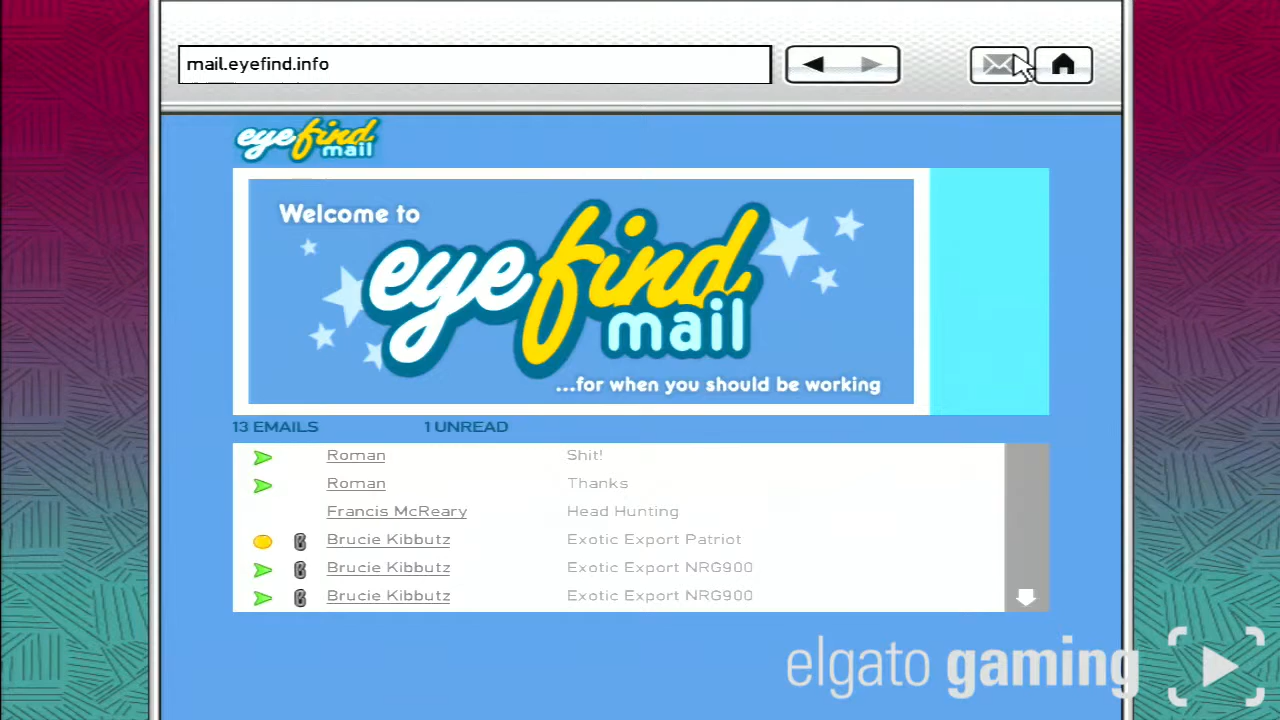 mail.eyefind.info
eyefind mail
Welcome to
eyefind mail
...for when you should be working
13 EMAILS 1 UNREAD
Roman Shit!
Roman Thanks
Francis McReary Head Hunting
Brucie Kibbutz Exotic Export Patriot
Brucie Kibbutz Exotic Export NRG900
Brucie Kibbutz Exotic Export NRG900
elgato gaming